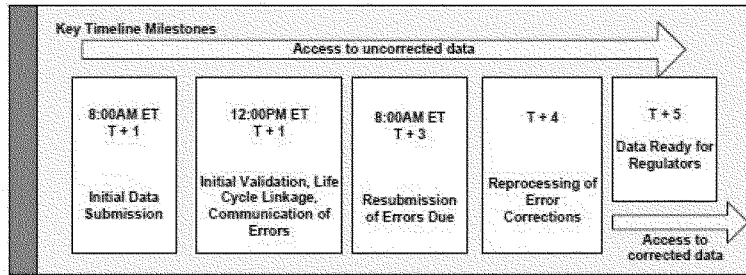 Key Timeline Milestones
Access to uncorrected data
8:00AM ET
T + 1
Initial Data
Submission
12:00PM ET
T + 1
Initial Validation, Life
Cycle Linkage,
Communication of
Errors
8:00AM ET
T + 3
Resubmission
of Errors Due
T + 4
Reprocessing of
Error
Corrections
T + 5
Data Ready for
Regulators
Access to
corrected data